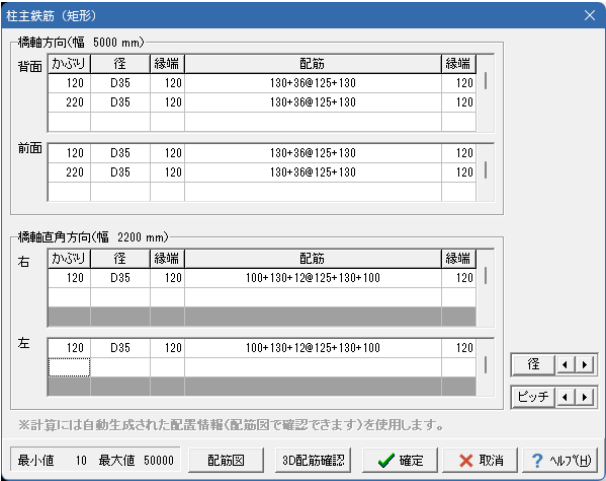 柱主鉄筋 (矩形)
橋軸方向(幅 5000 mm)
背面 かぶり 径 縁端 配筋 縁端
120 D35 120 130+36@125+130 120
220 D35 120 130+36@125+130 120
前面 120 D35 120 130+36@125+130 120
220 D35 120 130+36@125+130 120
橋軸直角方向(幅 2200 mm)
右 かぶり 径 縁端 配筋 縁端
120 D35 120 100+130+12@125+130+100 120
左 120 D35 120 100+130+12@125+130+100 120
径
ピッチ
※計算には自動生成された配置情報(配筋図で確認できます)を使用します。
最小値 10 最大値 50000 配筋図 3D配筋確認 確定 取消 ? ヘルプ(H)